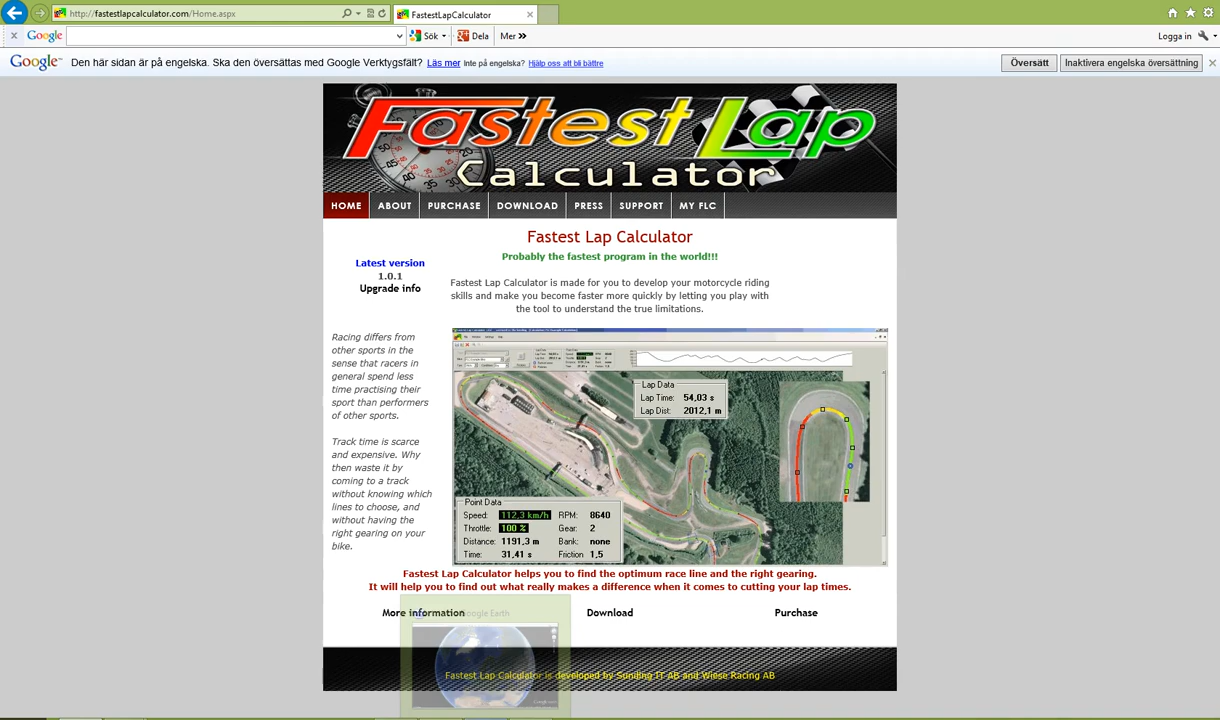 http://fastestlapcalculator.com/Home.aspx
FastestLapCalculator
Google
Sök
Dela
Mer »
Logga in
Google
Den här sidan är på engelska. Ska den översättas med Google Verktygsfält? Läs mer Inte på engelska? Hjälp oss att bli bättre
Översätt
Inaktivera engelska översättning
Fastest Lap
Calculator
HOME
ABOUT
PURCHASE
DOWNLOAD
PRESS
SUPPORT
MY FLC
Fastest Lap Calculator
Probably the fastest program in the world!!!
Latest version
1.0.1
Upgrade info
Fastest Lap Calculator is made for you to develop your motorcycle riding
skills and make you become faster more quickly by letting you play with
the tool to understand the true limitations.
Racing differs from
other sports in the
sense that racers in
general spend less
time practising their
sport than performers
of other sports.
Track time is scarce
and expensive. Why
then waste it by
coming to a track
without knowing which
lines to choose, and
without having the
right gearing on your
bike.
Lap Data
Lap Time: 54,03 s
Lap Dist: 2012,1 m
Point Data
Speed: 112,3 km/h RPM: 8640
Throttle: 100 % Gear: 2
Distance: 1191,3 m Bank: none
Time: 31,41 s Friction 1,5
Fastest Lap Calculator helps you to find the optimum race line and the right gearing.
It will help you to find out what really makes a difference when it comes to cutting your lap times.
More information
Google Earth
Download
Purchase
Fastest Lap Calculator is developed by Sunding IT AB and Wiese Racing AB